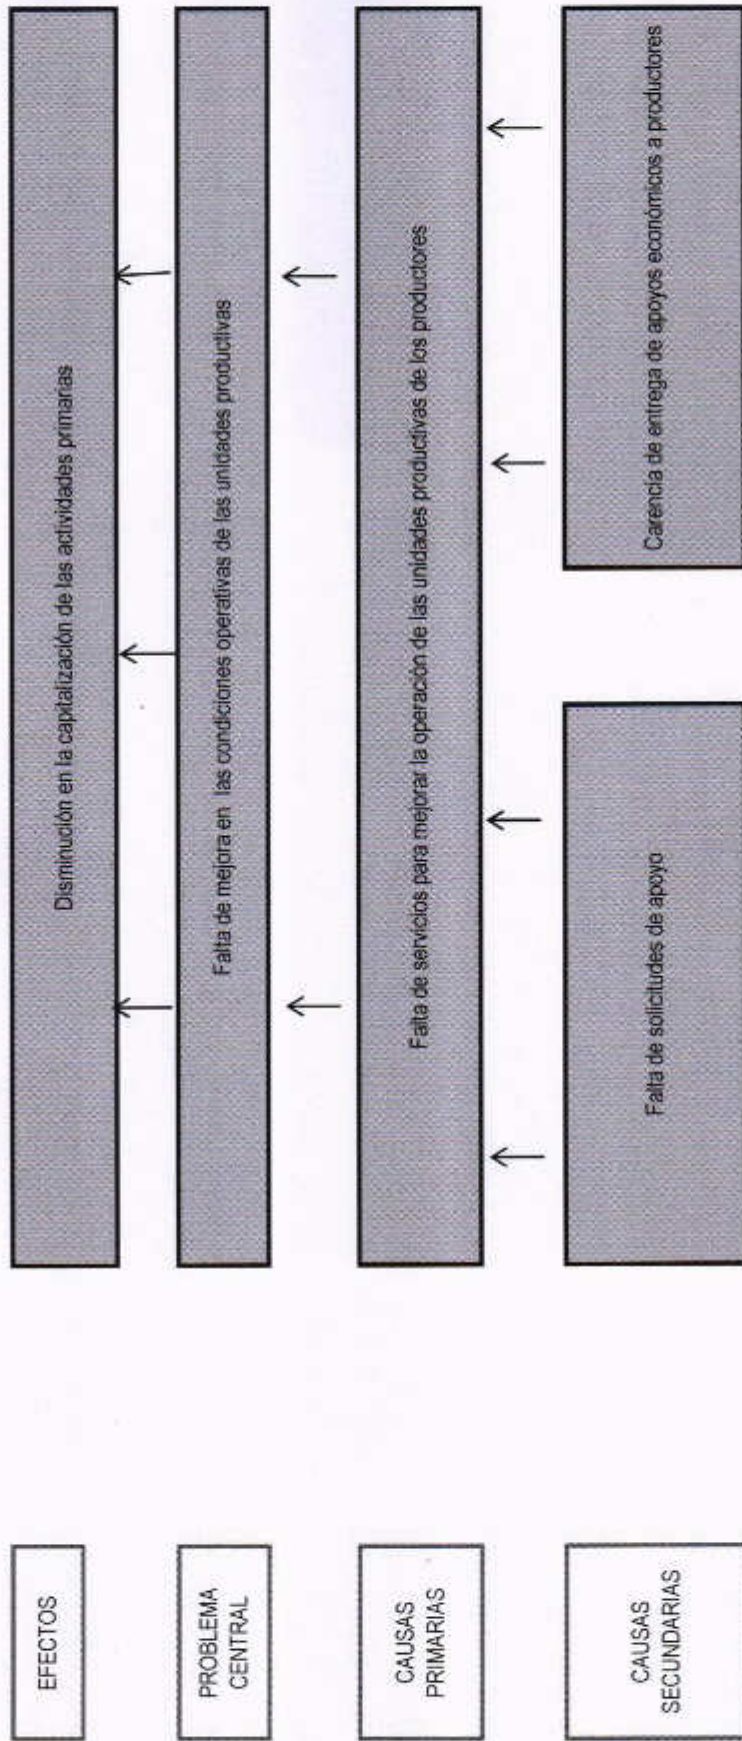 EFECTOS
Disminución en la capitalización de las actividades primarias
PROBLEMA
CENTRAL
Falta de mejora en las condiciones operativas de las unidades productivas
CAUSAS
PRIMARIAS
Falta de servicios para mejorar la operación de las unidades productivas de los productores
CAUSAS
SECUNDARIAS
Falta de solicitudes de apoyo
Carencia de entrega de apoyos económicos a productores